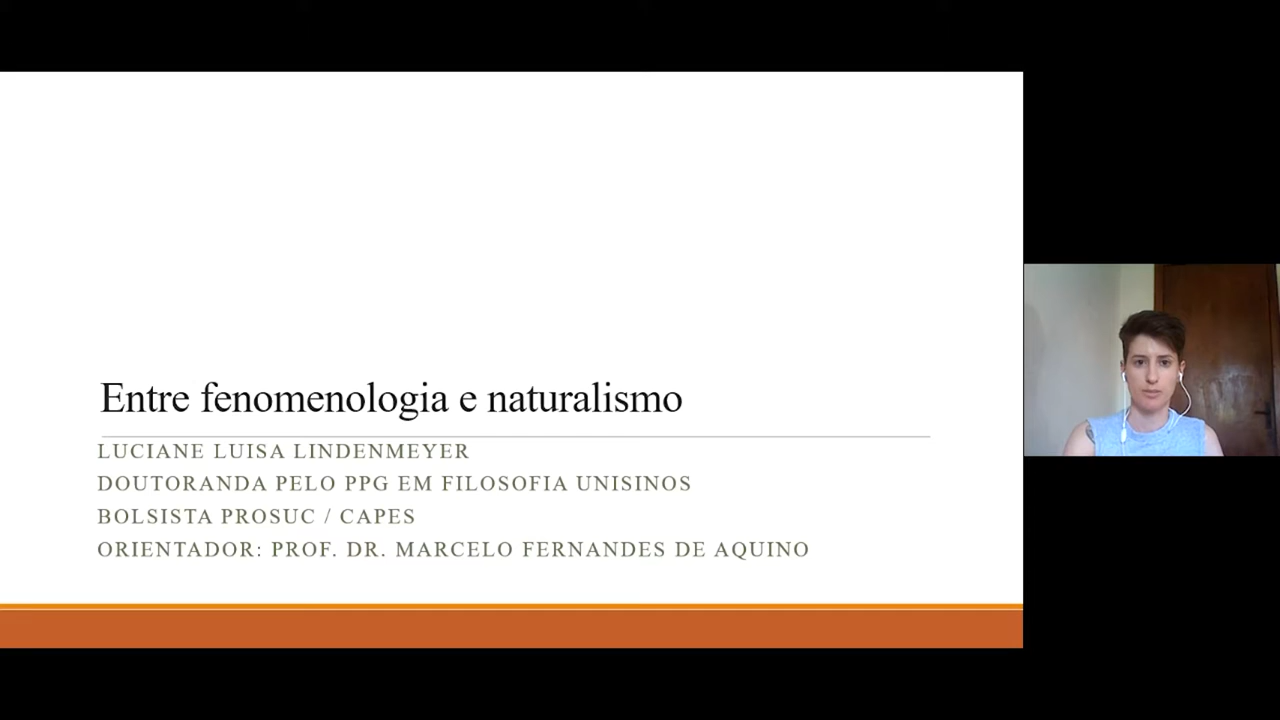 Entre fenomenologia e naturalismo
LUCIANE LUISA LINDENMEYER
DOUTORANDA PELO PPG EM FILOSOFIA UNISINOS
BOLSISTA PROSUC / CAPES
ORIENTADOR: PROF. DR. MARCELO FERNANDES DE AQUINO